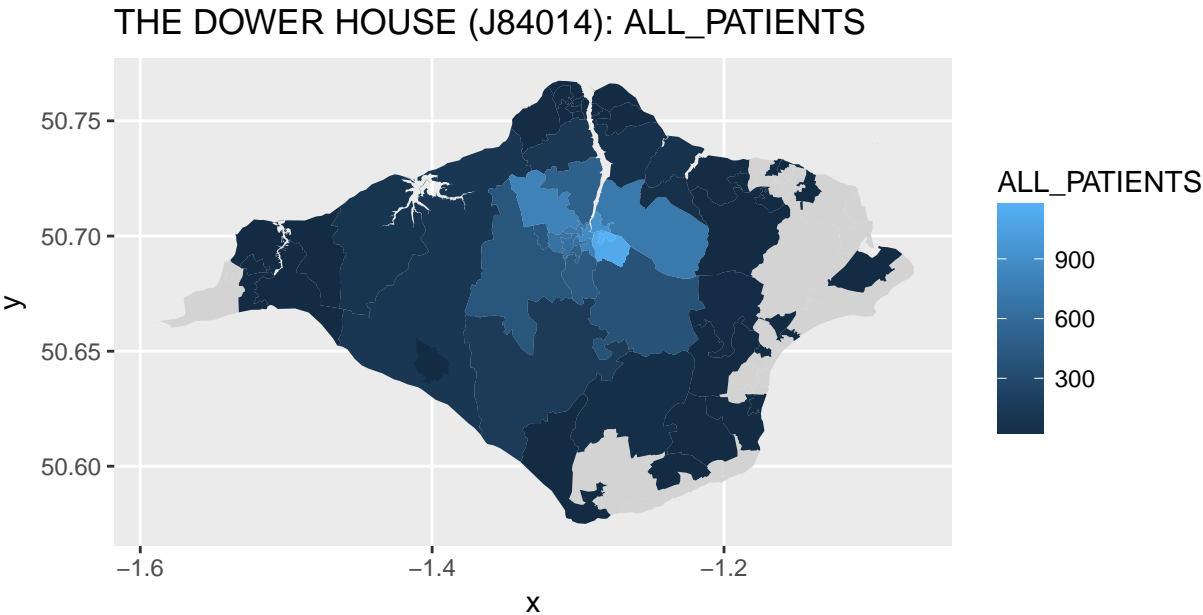 THE DOWER HOUSE (J84014): ALL_PATIENTS
50.75
50.70
50.65
50.60
y
−1.6
−1.4
−1.2
x
ALL_PATIENTS
900
600
300